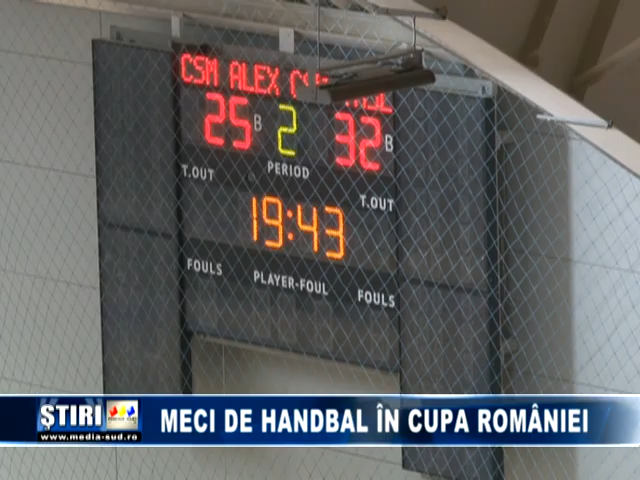 CSM ALEX
25 B 2 32 B
T.OUT PERIOD T.OUT
19:43
FOULS PLAYER-FOUL FOULS
ŞTIRI MECI DE HANDBAL ÎN CUPA ROMÂNIEI
www.media-sud.ro